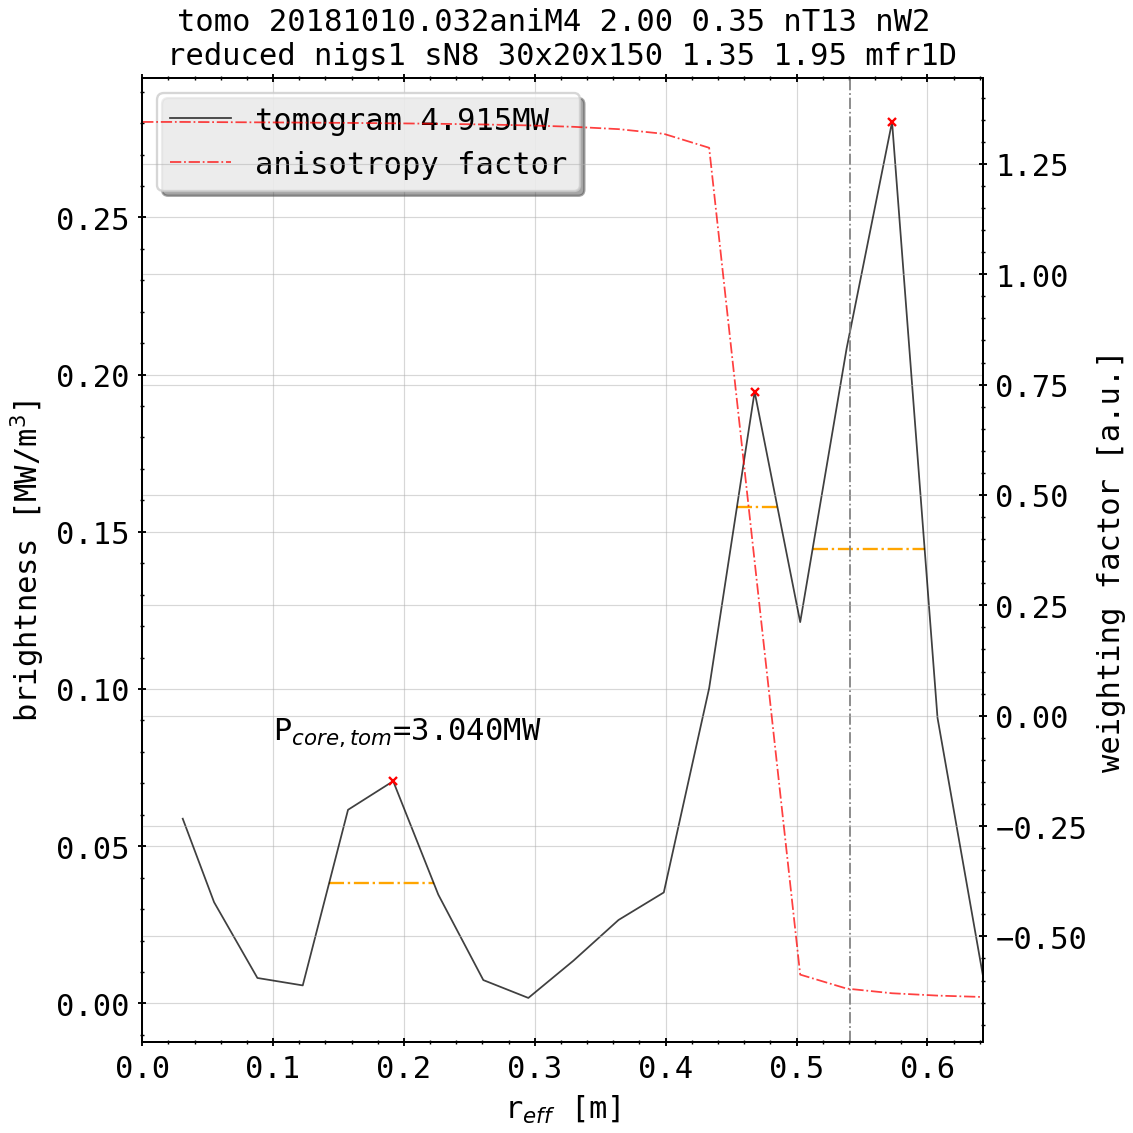 tomo 20181010.032aniM4 2.00 0.35 nT13 nW2
reduced nigs1 sN8 30x20x150 1.35 1.95 mfr1D
tomogram 4.915MW
anisotropy factor
brightness [MW/m³]
0.25
0.20
0.15
0.10
0.05
0.00
P_core,tom=3.040MW
1.25
1.00
0.75
0.50
0.25
0.00
−0.25
−0.50
weighting factor [a.u.]
0.0 0.1 0.2 0.3 0.4 0.5 0.6
r_eff [m]